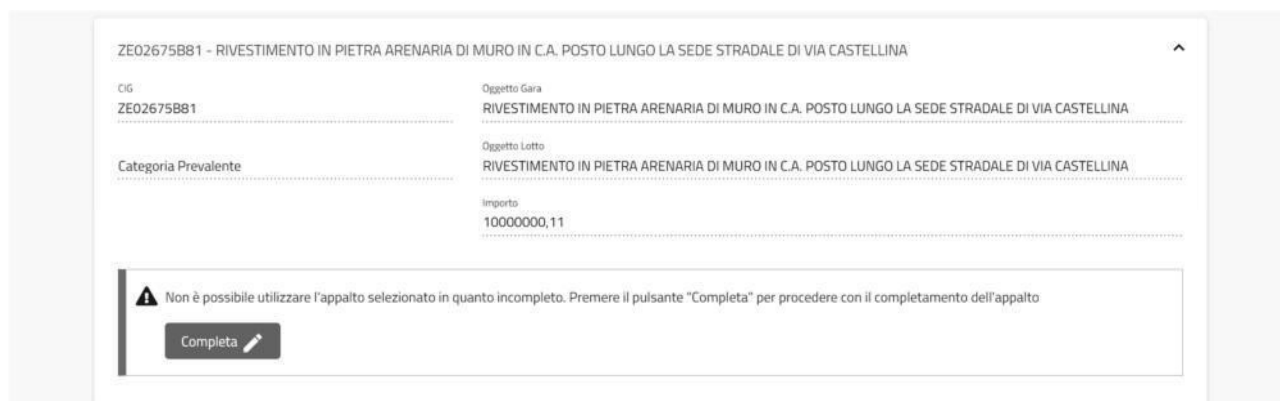 ZE02675B81 - RIVESTIMENTO IN PIETRA ARENARIA DI MURO IN C.A. POSTO LUNGO LA SEDE STRADALE DI VIA CASTELLINA
CIG
ZE02675B81
Oggetto Gara
RIVESTIMENTO IN PIETRA ARENARIA DI MURO IN C.A. POSTO LUNGO LA SEDE STRADALE DI VIA CASTELLINA
Categoria Prevalente
Oggetto Lotto
RIVESTIMENTO IN PIETRA ARENARIA DI MURO IN C.A. POSTO LUNGO LA SEDE STRADALE DI VIA CASTELLINA
Importo
10000000,11
Non è possibile utilizzare l'appalto selezionato in quanto incompleto. Premere il pulsante "Completa" per procedere con il completamento dell'appalto
Completa